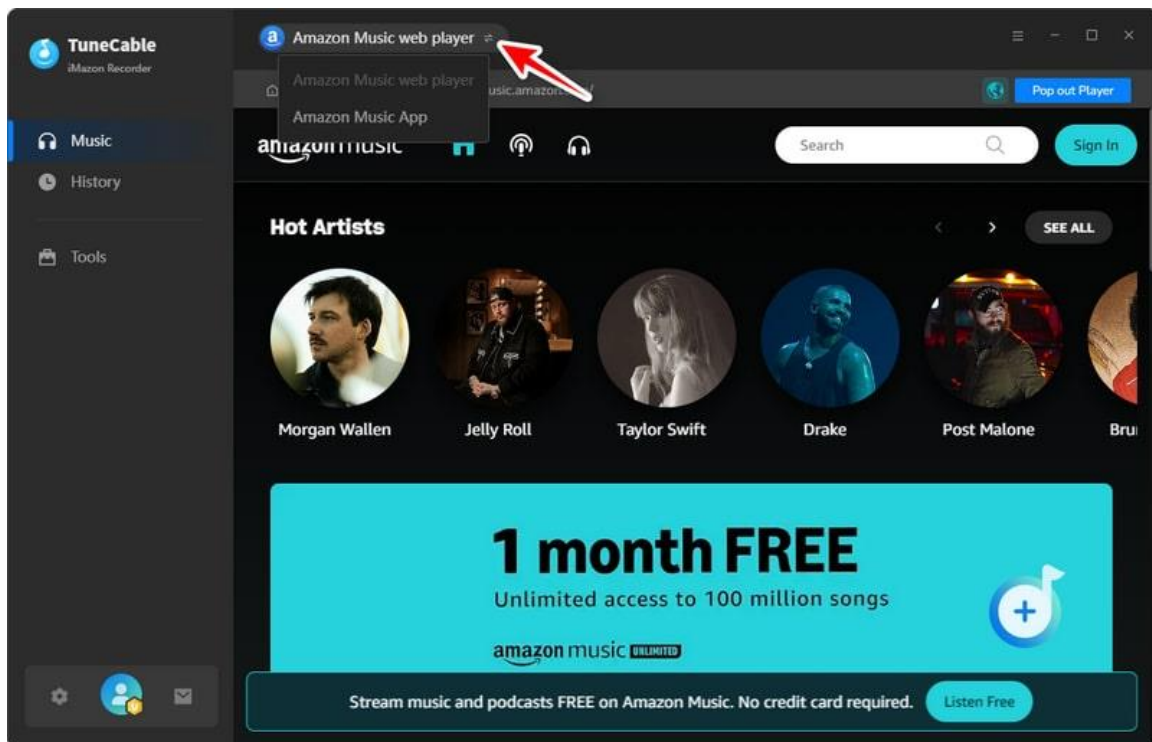 TuneCable
iMazon Recorder
Music
History
Tools
Amazon Music web player
Amazon Music web player
Amazon Music App
Pop out Player
amazon music
Search
Sign In
Hot Artists
SEE ALL
Morgan Wallen
Jelly Roll
Taylor Swift
Drake
Post Malone
Bru
1 month FREE
Unlimited access to 100 million songs
amazon music UNLIMITED
Stream music and podcasts FREE on Amazon Music. No credit card required.
Listen Free